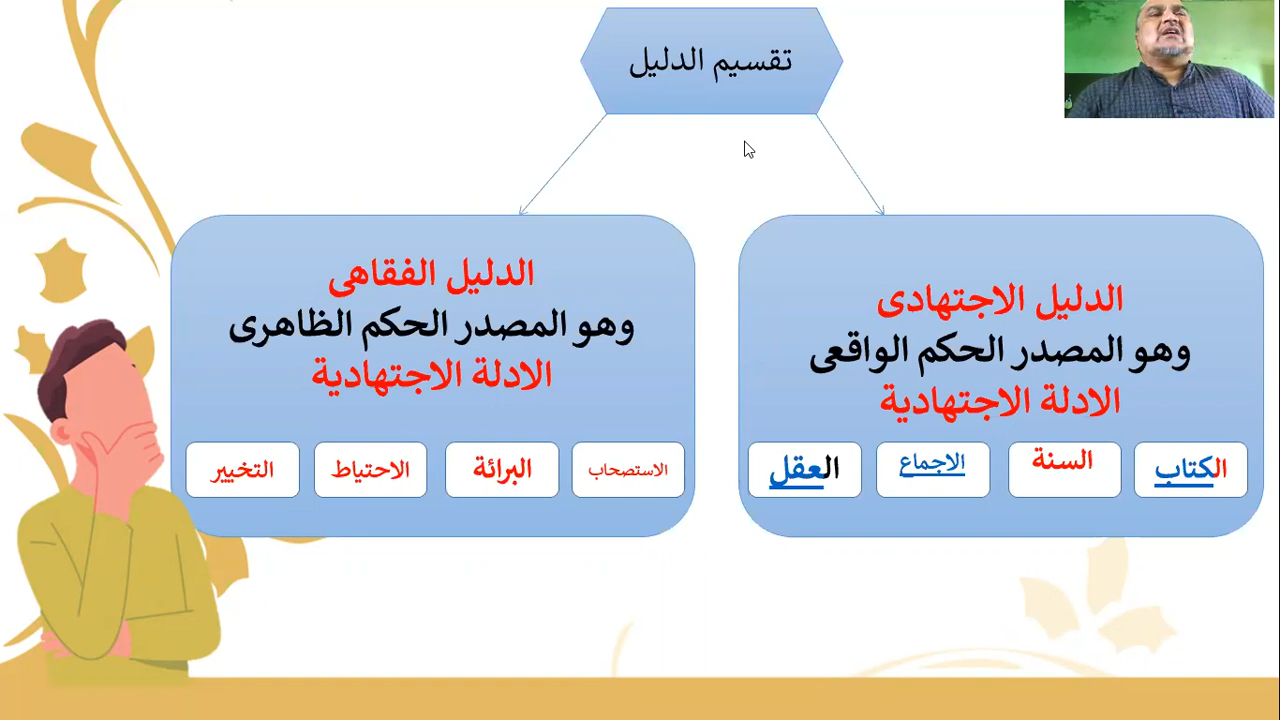 تقسيم الدليل
الدليل الاجتهادى
وهو المصدر الحكم الواقعى
الادلة الاجتهادية
الكتاب
السنة
الاجماع
العقل
الدليل الفقاهى
وهو المصدر الحكم الظاهرى
الادلة الاجتهادية
الاستصحاب
البرائة
الاحتياط
التخيير